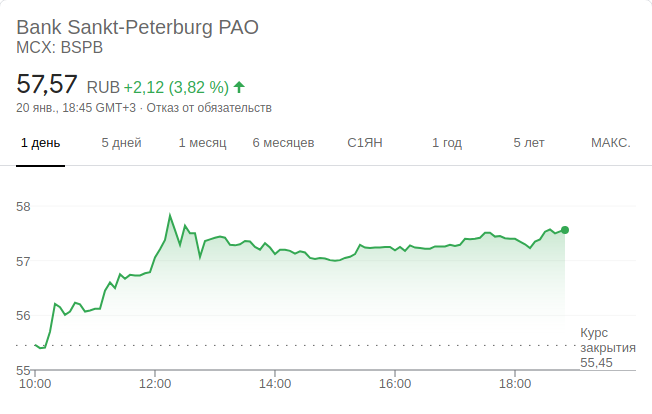 Bank Sankt-Peterburg PAO
MCX: BSPB
57,57 RUB +2,12 (3,82 %)
20 янв., 18:45 GMT+3 · Отказ от обязательств
1 день 5 дней 1 месяц 6 месяцев С1ЯН 1 год 5 лет МАКС.
58
57
56
55
Курс
закрытия
55,45
10:00 12:00 14:00 16:00 18:00